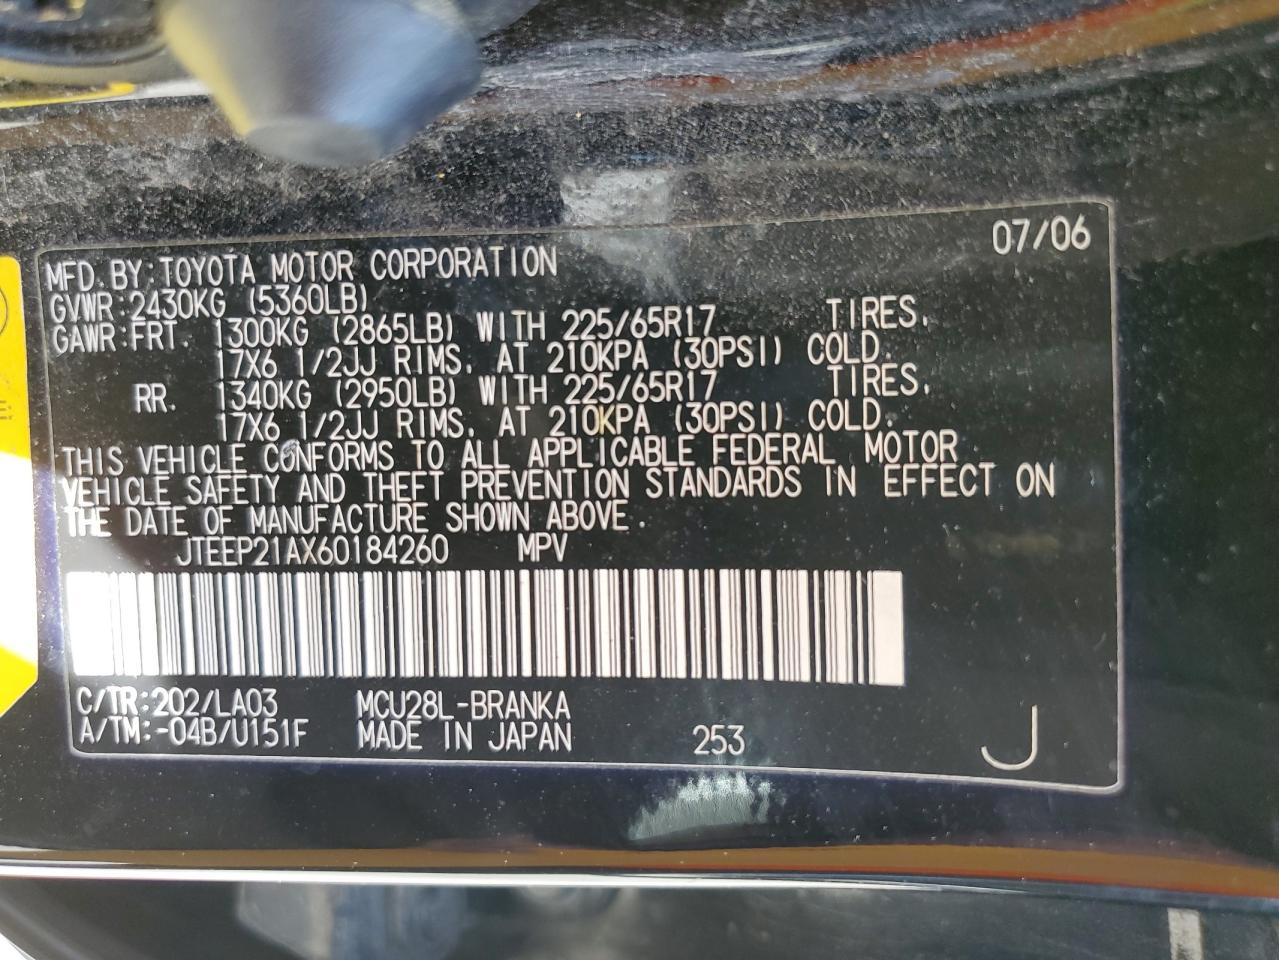 07/06
MFD. BY: TOYOTA MOTOR CORPORATION
GVWR: 2430KG (5360LB)
GAWR: FRT. 1300KG (2865LB) WITH 225/65R17 TIRES,
17X6 1/2JJ RIMS, AT 210KPA (30PSI) COLD.
RR. 1340KG (2950LB) WITH 225/65R17 TIRES,
17X6 1/2JJ RIMS, AT 210KPA (30PSI) COLD.
THIS VEHICLE CONFORMS TO ALL APPLICABLE FEDERAL MOTOR
VEHICLE SAFETY AND THEFT PREVENTION STANDARDS IN EFFECT ON
THE DATE OF MANUFACTURE SHOWN ABOVE.
JTEEP21AX60184260 MPV
C/TR: 202/LA03 MCU28L-BRANKA
A/TM: -04B/U151F MADE IN JAPAN 253 J